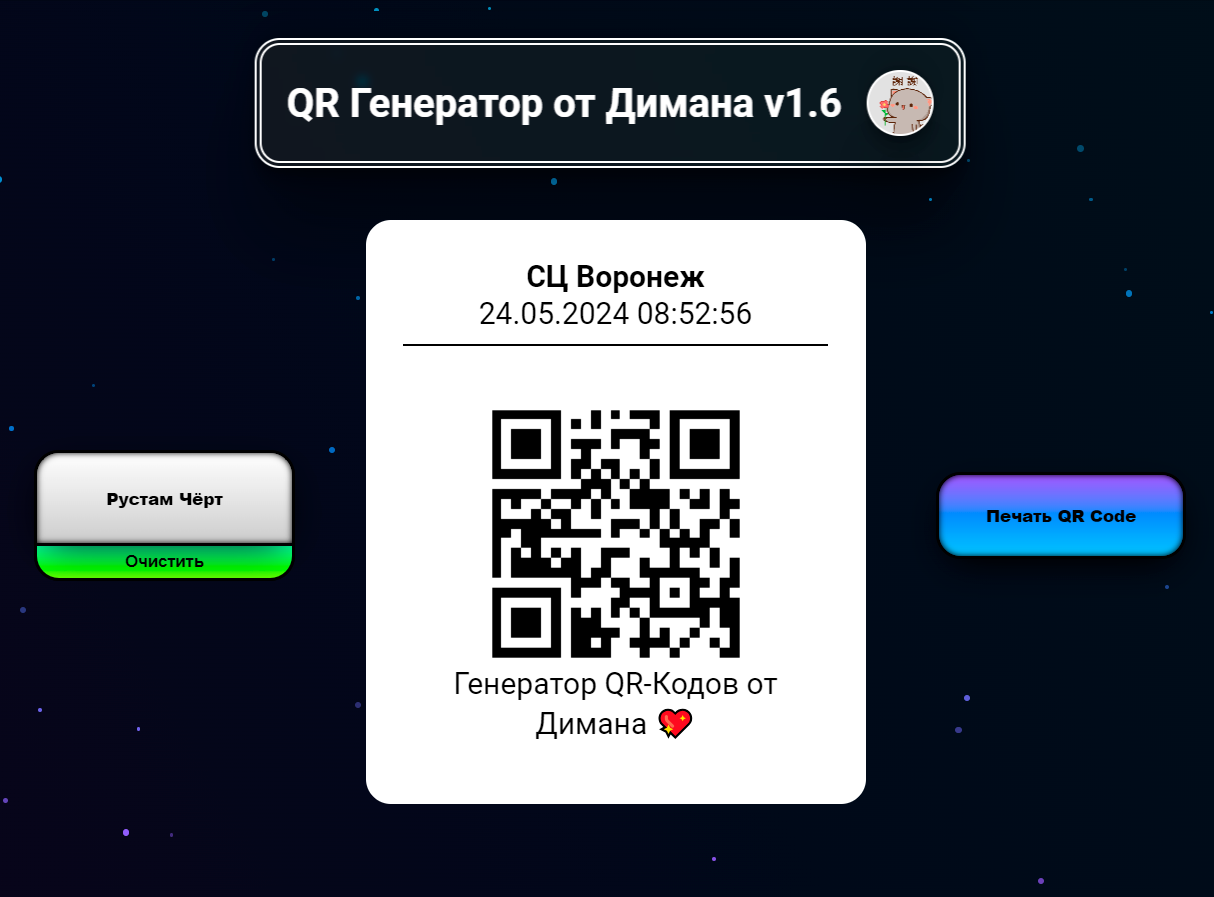 QR Генератор от Димана v1.6
СЦ Воронеж
24.05.2024 08:52:56
Рустам Чёрт
Очистить
Печать QR Code
Генератор QR-Кодов от
Димана 💖